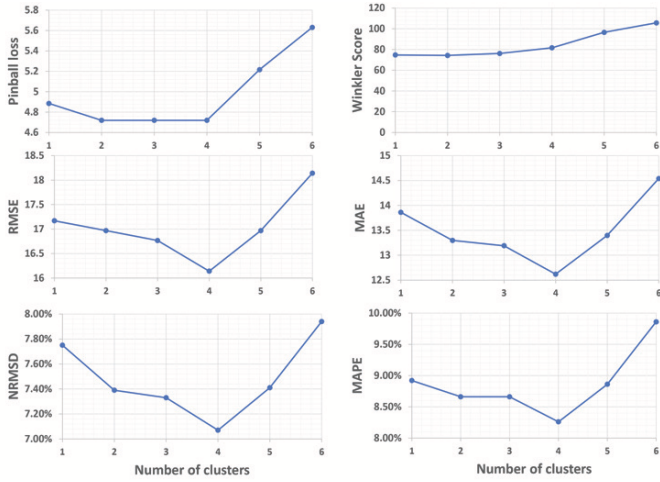 Pinball loss
5.8
5.6
5.4
5.2
5
4.8
4.6
1 2 3 4 5 6
Winkler Score
120
100
80
60
40
20
0
1 2 3 4 5 6
RMSE
18.5
18
17.5
17
16.5
16
1 2 3 4 5 6
MAE
15
14.5
14
13.5
13
12.5
1 2 3 4 5 6
NRMSD
8.00%
7.80%
7.60%
7.40%
7.20%
7.00%
1 2 3 4 5 6
Number of clusters
MAPE
10.00%
9.50%
9.00%
8.50%
8.00%
1 2 3 4 5 6
Number of clusters